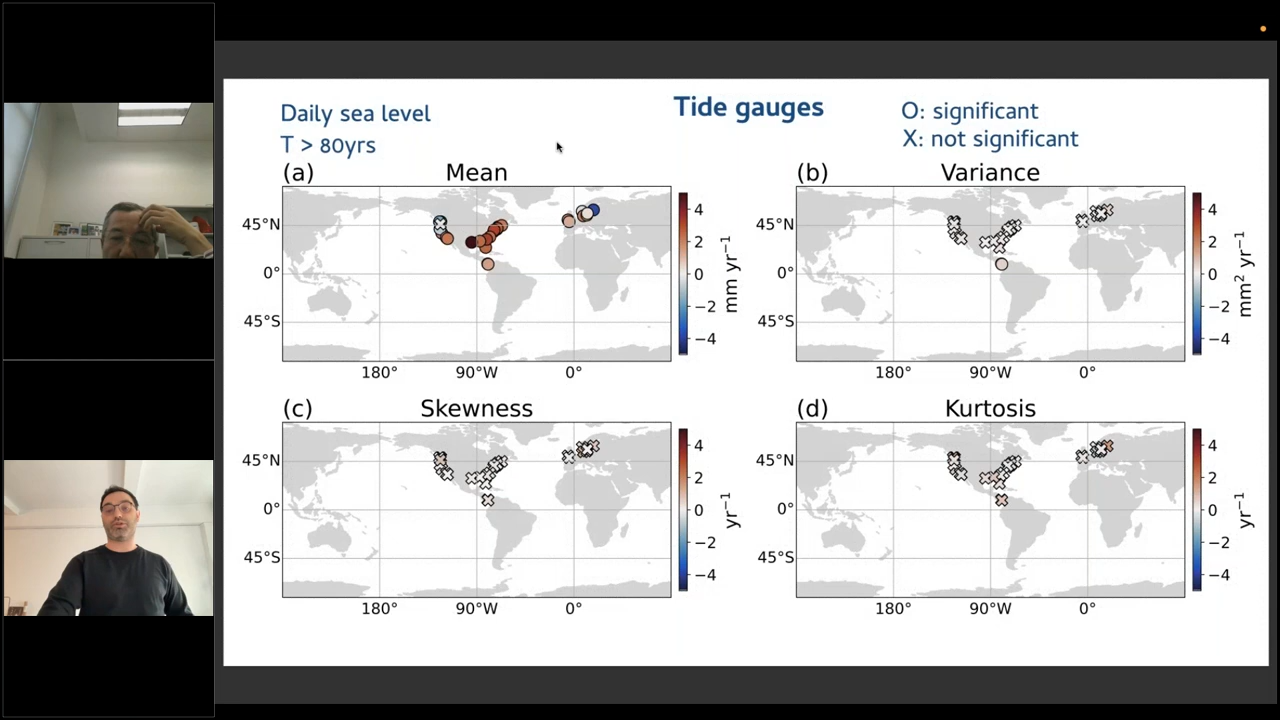 Tide gauges
Daily sea level
T > 80yrs
O: significant
X: not significant
(a) Mean
45°N
0°
45°S
180° 90°W 0°
4
2
0
−2
−4
mm yr⁻¹
(b) Variance
45°N
0°
45°S
180° 90°W 0°
4
2
0
−2
−4
mm² yr⁻¹
(c) Skewness
45°N
0°
45°S
180° 90°W 0°
4
2
0
−2
−4
yr⁻¹
(d) Kurtosis
45°N
0°
45°S
180° 90°W 0°
4
2
0
−2
−4
yr⁻¹